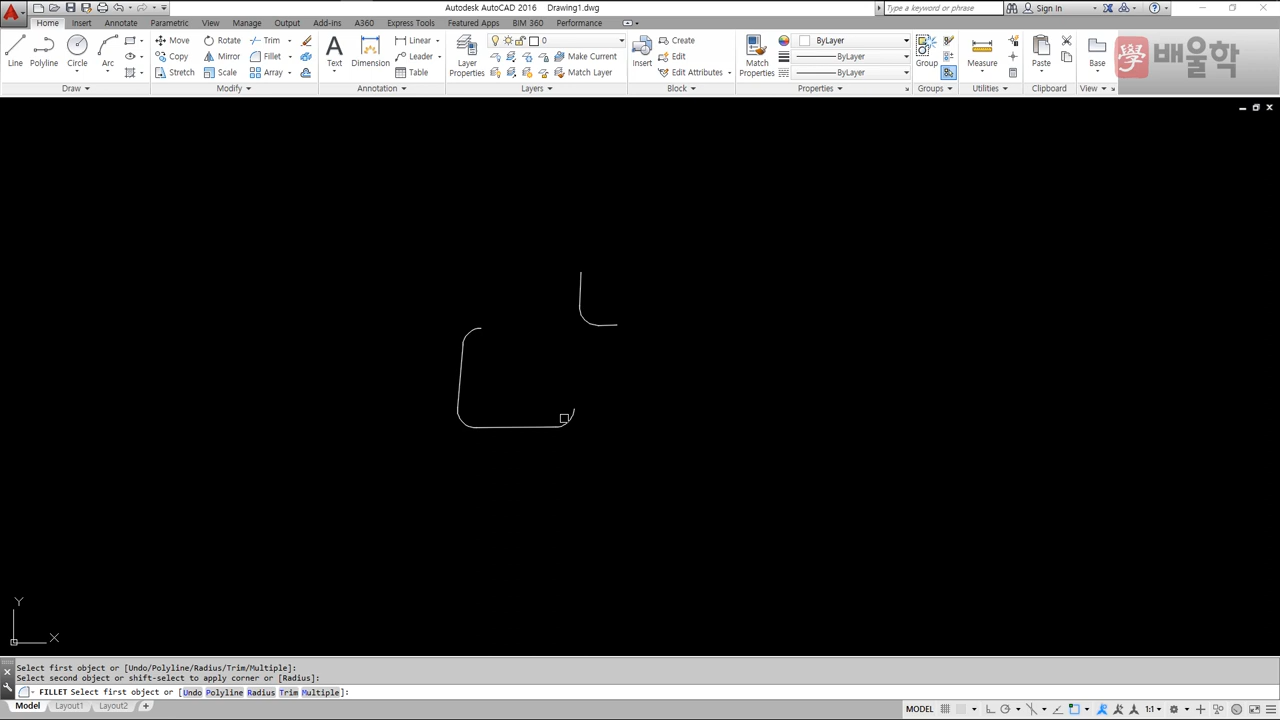 Autodesk AutoCAD 2016 Drawing1.dwg
Type a keyword or phrase
Sign In
Home Insert Annotate Parametric View Manage Output Add-ins A360 Express Tools Featured Apps BIM 360 Performance
Line
Polyline
Circle
Arc
Move
Rotate
Trim
Copy
Mirror
Fillet
Stretch
Scale
Array
Text
Dimension
Linear
Leader
Table
Layer
Properties
0
Make Current
Match Layer
Insert
Create
Edit
Edit Attributes
Match
Properties
ByLayer
ByLayer
ByLayer
Group
Measure
Paste
Base
學 배울학
Draw
Modify
Annotation
Layers
Block
Properties
Groups
Utilities
Clipboard
View
Y
X
Select first object or [Undo/Polyline/Radius/Trim/Multiple]:
Select second object or shift-select to apply corner or [Radius]:
FILLET Select first object or [Undo Polyline Radius Trim Multiple]:
Model Layout1 Layout2 +
MODEL
1:1